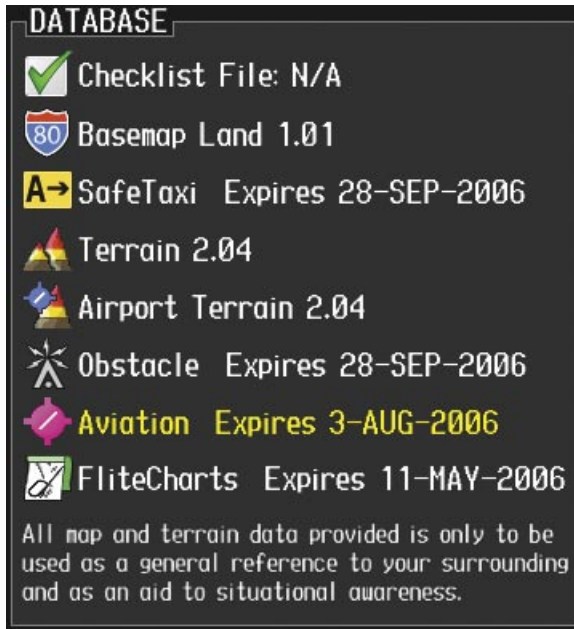 DATABASE
Checklist File: N/A
80 Basemap Land 1.01
A→ SafeTaxi Expires 28-SEP-2006
Terrain 2.04
Airport Terrain 2.04
Obstacle Expires 28-SEP-2006
Aviation Expires 3-AUG-2006
FliteCharts Expires 11-MAY-2006
All map and terrain data provided is only to be
used as a general reference to your surrounding
and as an aid to situational awareness.